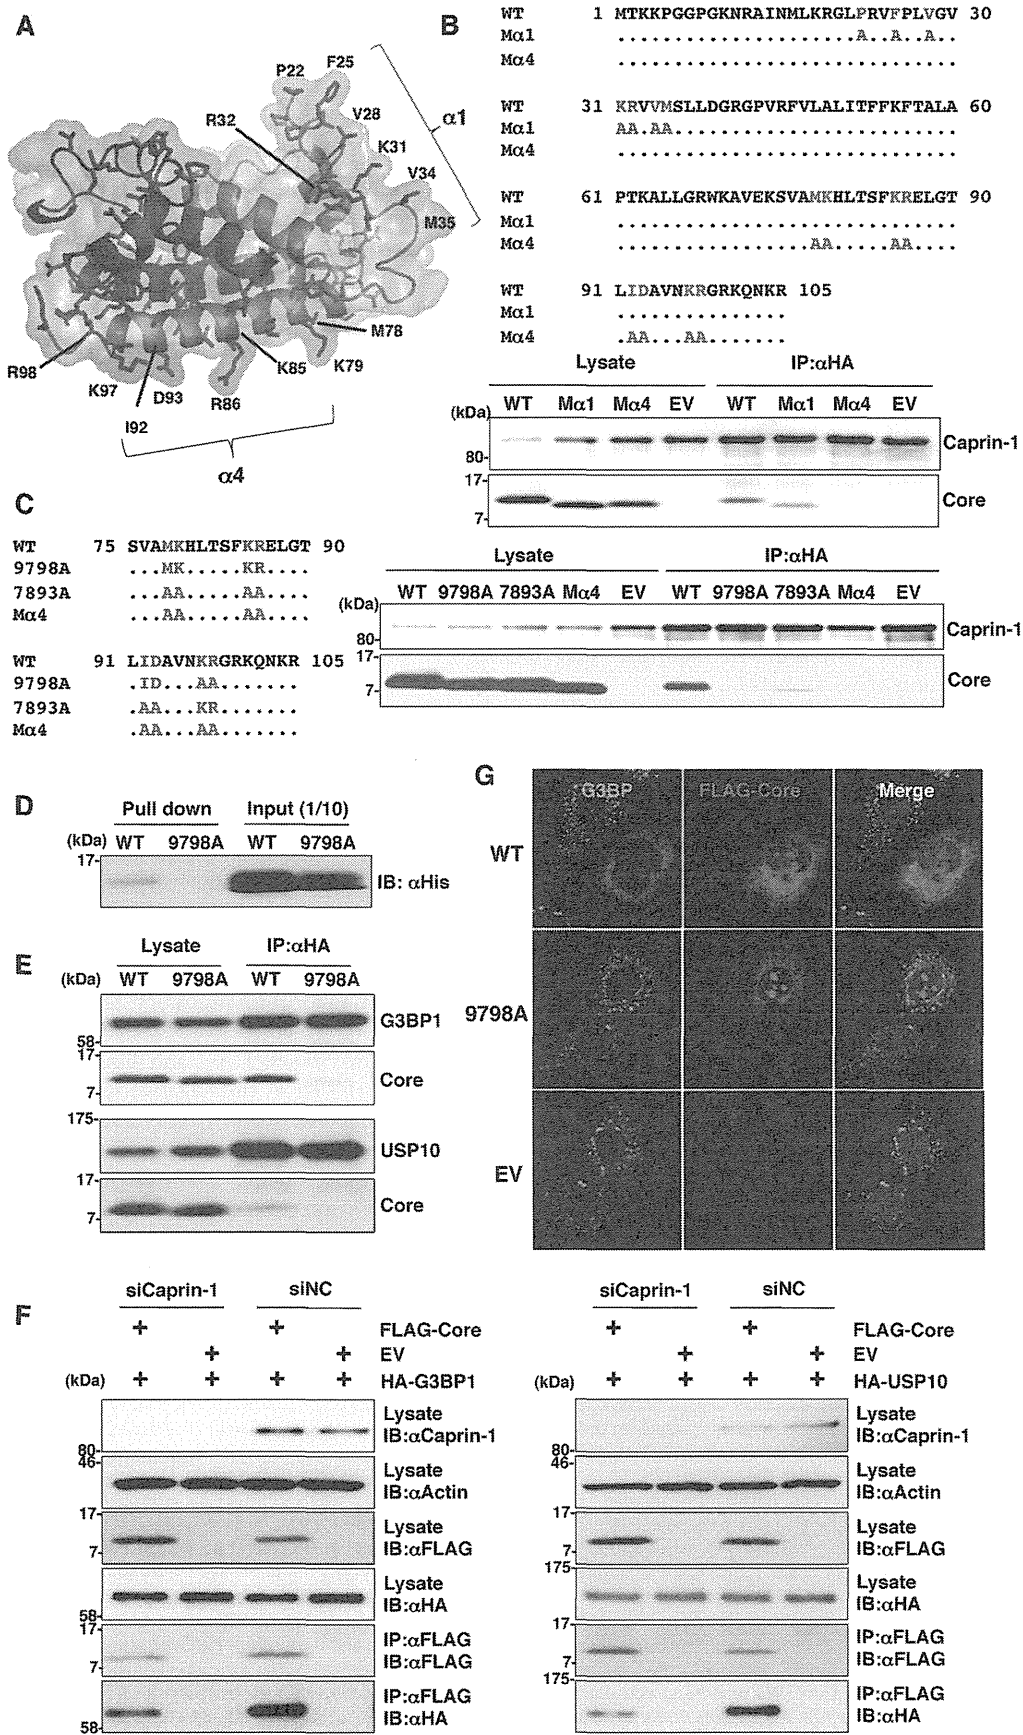 A
P22
F25
R32
V28
K31
V34
M35
α1
R98
K97
I92
D93
R86
K85
K79
M78
α4
B
WT 1 MTKKPGGPGKNRAINMLKRGLPRVFPLVGV 30
Mα1 .....................A..A..A..
Mα4 ..............................
WT 31 KRVVMSLLDGRGPVRFVLALITFFKFTALA 60
Mα1 AA.AA.........................
Mα4 ..............................
WT 61 PTKALLGRWKAVEKSVAMKHLTSFKRELGT 90
Mα1 ..............................
Mα4 .................AA.....AA....
WT 91 LIDAVNKRGRKQNKR 105
Mα1 ...............
Mα4 .AA...AA.......
Lysate IP:αHA
(kDa) WT Mα1 Mα4 EV WT Mα1 Mα4 EV
80- Caprin-1
17-
7- Core
C
WT 75 SVAMKHLTSFKRELGT 90
9798A ...MK.....KR....
7893A ...AA.....AA....
Mα4 ...AA.....AA....
WT 91 LIDAVNKRGRKQNKR 105
9798A .ID...AA.......
7893A .AA...KR.......
Mα4 .AA...AA.......
Lysate IP:αHA
(kDa) WT 9798A 7893A Mα4 EV WT 9798A 7893A Mα4 EV
80- Caprin-1
17-
7- Core
D
Pull down Input (1/10)
(kDa) WT 9798A WT 9798A
17-
IB: αHis
E
Lysate IP:αHA
(kDa) WT 9798A WT 9798A
G3BP1
58-
17-
Core
7-
175-
USP10
17-
Core
7-
G
G3BP FLAG-Core Merge
WT
9798A
EV
F
siCaprin-1 siNC
+ + FLAG-Core
+ + EV
(kDa) + + + + HA-G3BP1
Lysate
IB:αCaprin-1
80-
46-
Lysate
IB:αActin
17-
Lysate
IB:αFLAG
7-
Lysate
IB:αHA
58-
17-
IP:αFLAG
IB:αFLAG
7-
IP:αFLAG
IB:αHA
58-
siCaprin-1 siNC
+ + FLAG-Core
+ + EV
(kDa) + + + + HA-USP10
Lysate
IB:αCaprin-1
80-
46-
Lysate
IB:αActin
17-
Lysate
IB:αFLAG
7-
175-
Lysate
IB:αHA
17-
IP:αFLAG
IB:αFLAG
7-
175-
IP:αFLAG
IB:αHA